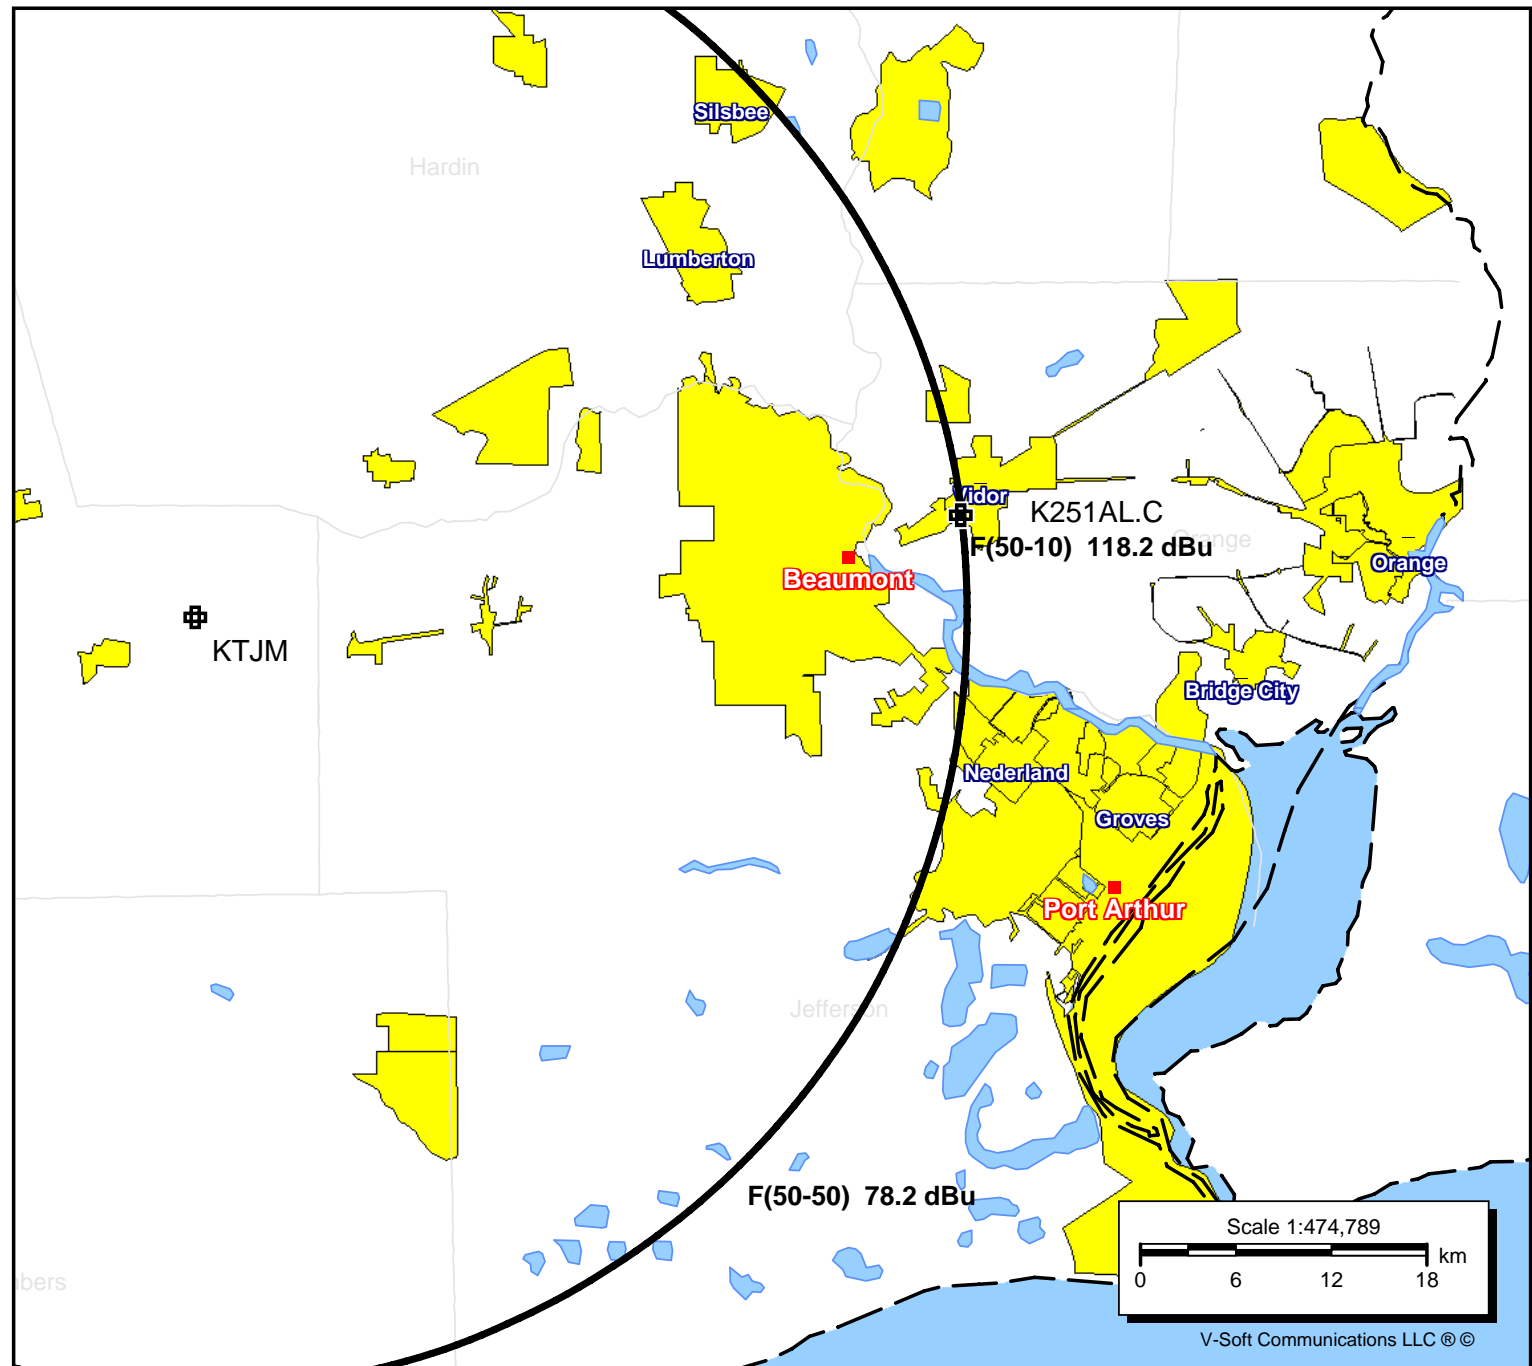 Silsbee
Hardin
Lumberton
Vidor
K251AL.C
Orange
F(50-10) 118.2 dBu
Orange
Beaumont
KTJM
Bridge City
Nederland
Groves
Port Arthur
Jefferson
F(50-50) 78.2 dBu
Scale 1:474,789
km
0 6 12 18
V-Soft Communications LLC ® ©